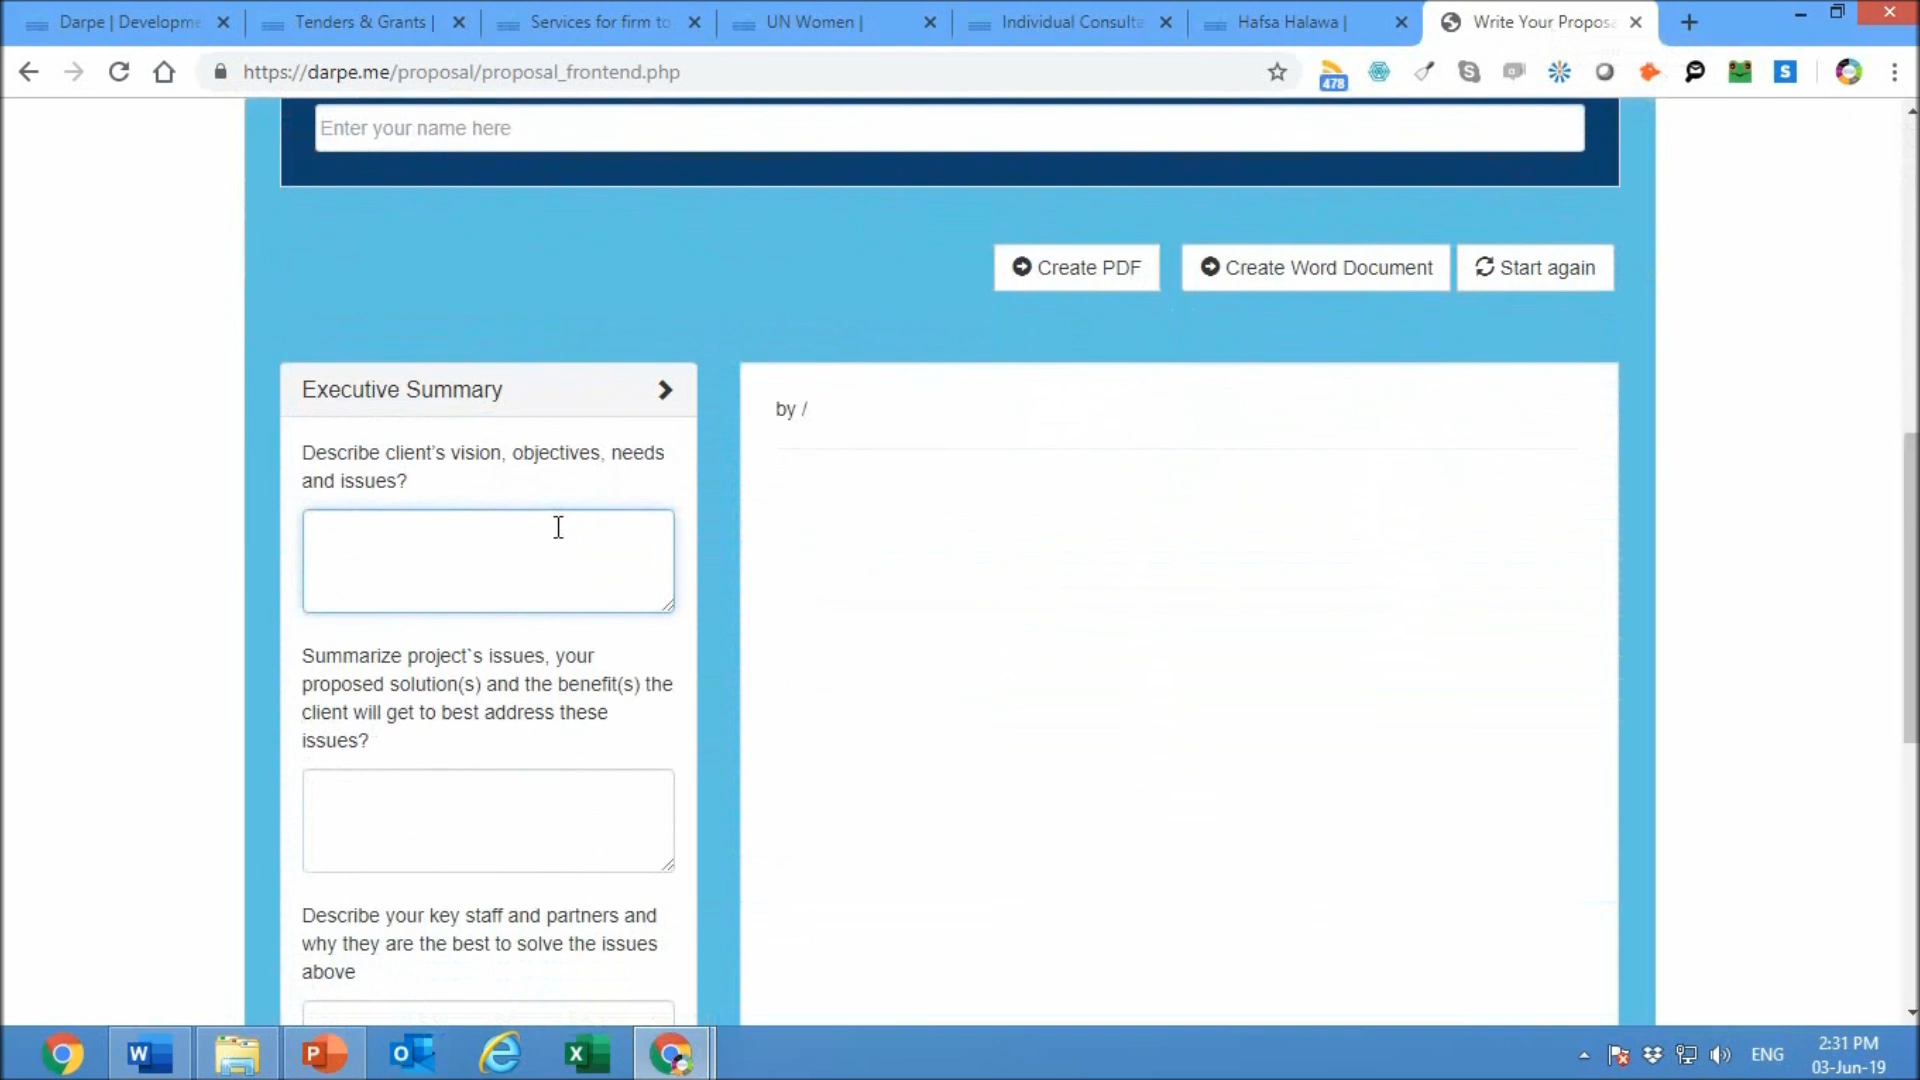 Darpe | Developme
Tenders & Grants |
Services for firm to
UN Women |
Individual Consulta
Hafsa Halawa |
Write Your Proposa
https://darpe.me/proposal/proposal_frontend.php
478
S
Enter your name here
Create PDF
Create Word Document
Start again
Executive Summary
by /
Describe client's vision, objectives, needs
and issues?
Summarize project`s issues, your
proposed solution(s) and the benefit(s) the
client will get to best address these
issues?
Describe your key staff and partners and
why they are the best to solve the issues
above
ENG
2:31 PM
03-Jun-19